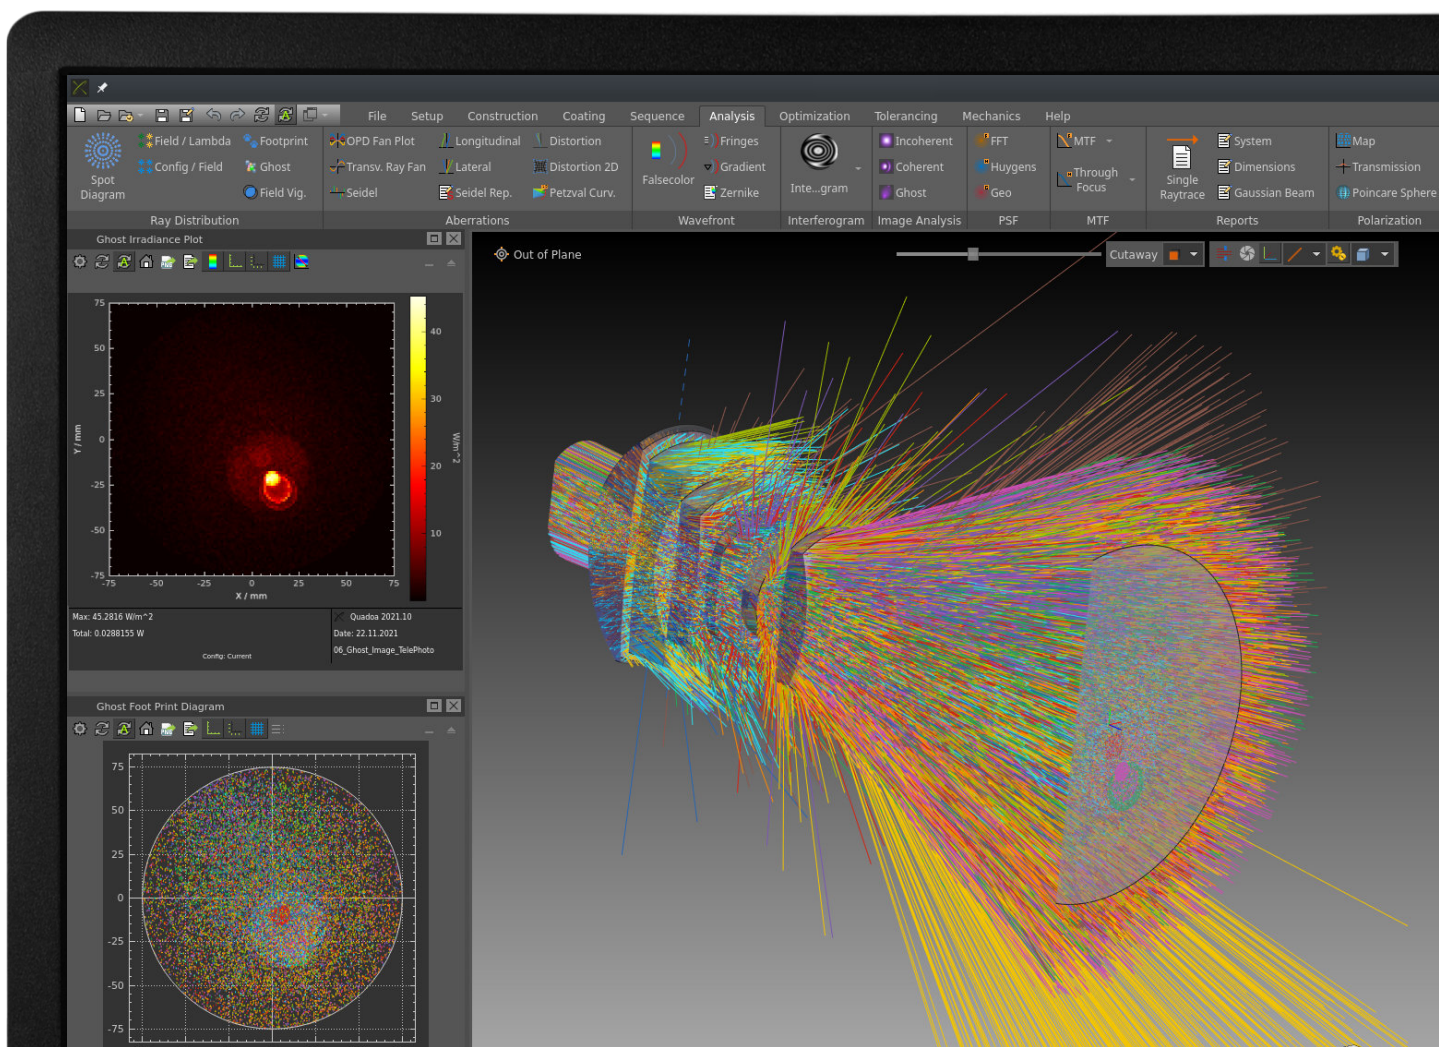 File Setup Construction Coating Sequence Analysis Optimization Tolerancing Mechanics Help
Spot Diagram
Field / Lambda
Config / Field
Footprint
Ghost
Field Vig.
Ray Distribution
OPD Fan Plot
Transv. Ray Fan
Seidel
Longitudinal
Lateral
Seidel Rep.
Distortion
Distortion 2D
Petzval Curv.
Aberrations
Falsecolor
Fringes
Gradient
Zernike
Wavefront
Inte...gram
Interferogram
Incoherent
Coherent
Ghost
Image Analysis
FFT
Huygens
Geo
PSF
MTF
Through Focus
MTF
Single Raytrace
System
Dimensions
Gaussian Beam
Reports
Map
Transmission
Poincare Sphere
Polarization
Ghost Irradiance Plot
75
50
25
0
-25
-50
-75
Y / mm
-75 -50 -25 0 25 50 75
X / mm
40
30
20
10
W/m^2
Max: 45.2816 W/m^2
Total: 0.0288155 W
Config: Current
Quadoa 2021.10
Date: 22.11.2021
06_Ghost_Image_TelePhoto
Ghost Foot Print Diagram
75
50
25
0
-25
-50
-75
Out of Plane
Cutaway